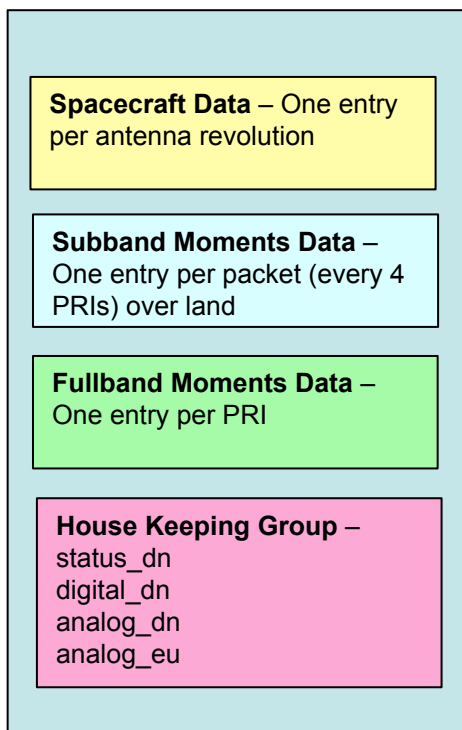 Spacecraft Data – One entry
per antenna revolution
Subband Moments Data –
One entry per packet (every 4
PRIs) over land
Fullband Moments Data –
One entry per PRI
House Keeping Group –
status_dn
digital_dn
analog_dn
analog_eu